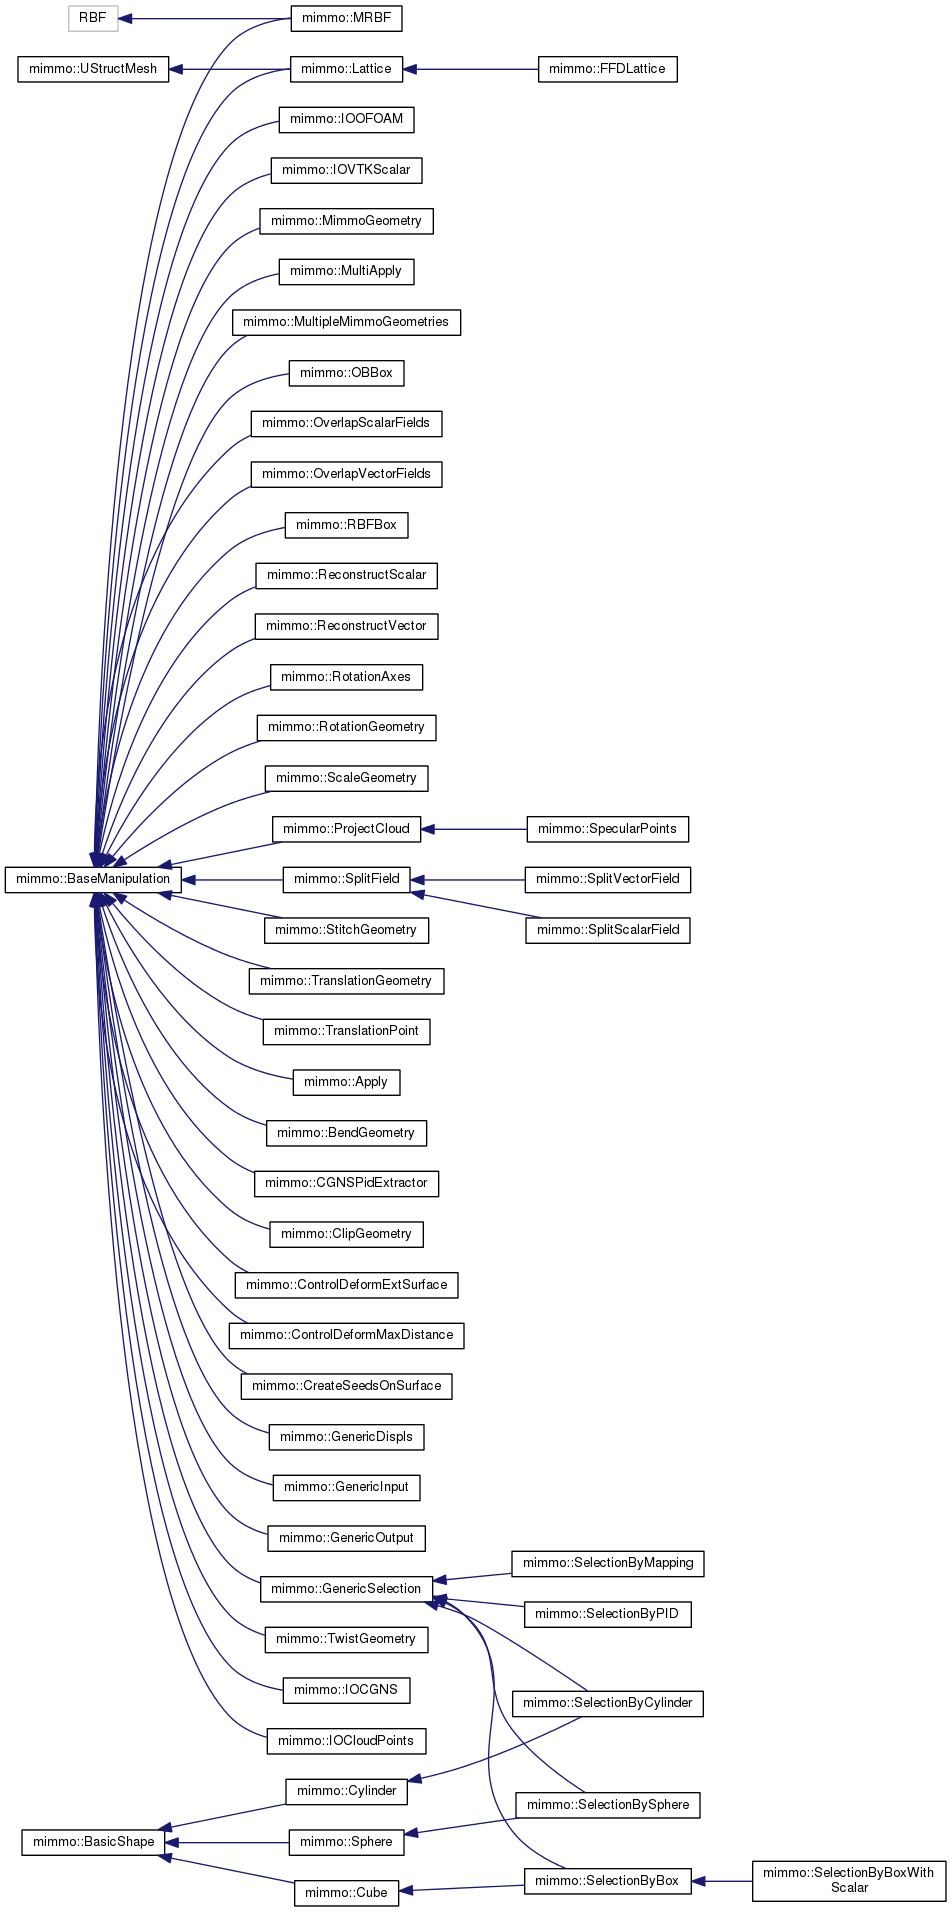 RBF
mimmo::MRBF
mimmo::UStructMesh
mimmo::Lattice
mimmo::FFDLattice
mimmo::IOOFOAM
mimmo::IOVTKScalar
mimmo::MimmoGeometry
mimmo::MultiApply
mimmo::MultipleMimmoGeometries
mimmo::OBBox
mimmo::OverlapScalarFields
mimmo::OverlapVectorFields
mimmo::RBFBox
mimmo::ReconstructScalar
mimmo::ReconstructVector
mimmo::RotationAxes
mimmo::RotationGeometry
mimmo::ScaleGeometry
mimmo::ProjectCloud
mimmo::SpecularPoints
mimmo::BaseManipulation
mimmo::SplitField
mimmo::SplitVectorField
mimmo::StitchGeometry
mimmo::SplitScalarField
mimmo::TranslationGeometry
mimmo::TranslationPoint
mimmo::Apply
mimmo::BendGeometry
mimmo::CGNSPidExtractor
mimmo::ClipGeometry
mimmo::ControlDeformExtSurface
mimmo::ControlDeformMaxDistance
mimmo::CreateSeedsOnSurface
mimmo::GenericDispls
mimmo::GenericInput
mimmo::GenericOutput
mimmo::SelectionByMapping
mimmo::GenericSelection
mimmo::SelectionByPID
mimmo::TwistGeometry
mimmo::IOCGNS
mimmo::SelectionByCylinder
mimmo::IOCloudPoints
mimmo::Cylinder
mimmo::SelectionBySphere
mimmo::BasicShape
mimmo::Sphere
mimmo::SelectionByBox
mimmo::SelectionByBoxWith
Scalar
mimmo::Cube